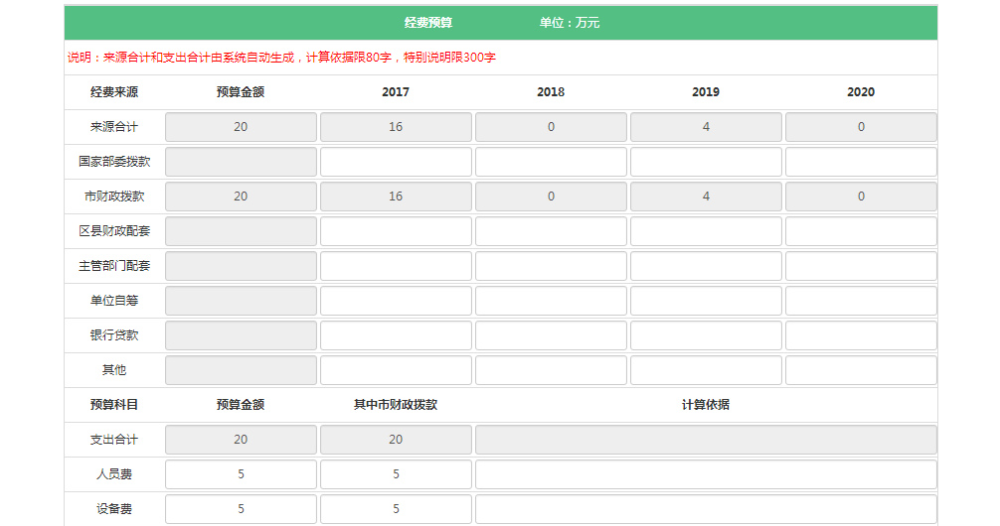 经费预算 单位：万元
说明：来源合计和支出合计由系统自动生成，计算依据限80字，特别说明限300字
经费来源 预算金额 2017 2018 2019 2020
来源合计 20 16 0 4 0
国家部委拨款
市财政拨款 20 16 0 4 0
区县财政配套
主管部门配套
单位自筹
银行贷款
其他
预算科目 预算金额 其中市财政拨款 计算依据
支出合计 20 20
人员费 5 5
设备费 5 5